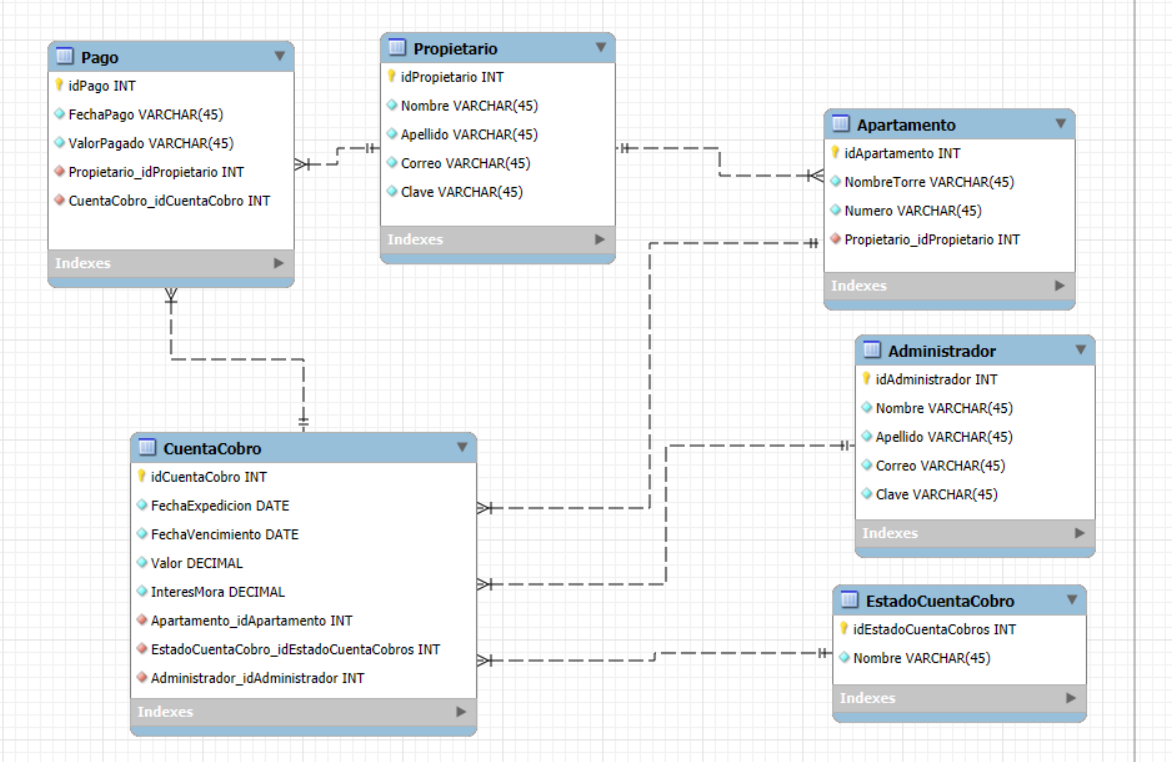 Pago
idPago INT
FechaPago VARCHAR(45)
ValorPagado VARCHAR(45)
Propietario_idPropietario INT
CuentaCobro_idCuentaCobro INT
Indexes
Propietario
idPropietario INT
Nombre VARCHAR(45)
Apellido VARCHAR(45)
Correo VARCHAR(45)
Clave VARCHAR(45)
Indexes
Apartamento
idApartamento INT
NombreTorre VARCHAR(45)
Numero VARCHAR(45)
Propietario_idPropietario INT
Indexes
Administrador
idAdministrador INT
Nombre VARCHAR(45)
Apellido VARCHAR(45)
Correo VARCHAR(45)
Clave VARCHAR(45)
Indexes
CuentaCobro
idCuentaCobro INT
FechaExpedicion DATE
FechaVencimiento DATE
Valor DECIMAL
InteresMora DECIMAL
Apartamento_idApartamento INT
EstadoCuentaCobro_idEstadoCuentaCobros INT
Administrador_idAdministrador INT
Indexes
EstadoCuentaCobro
idEstadoCuentaCobros INT
Nombre VARCHAR(45)
Indexes